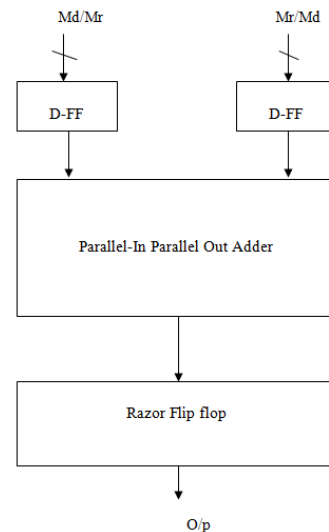 Md/Mr
Mr/Md
D-FF
D-FF
Parallel-In Parallel Out Adder
Razor Flip flop
O/p